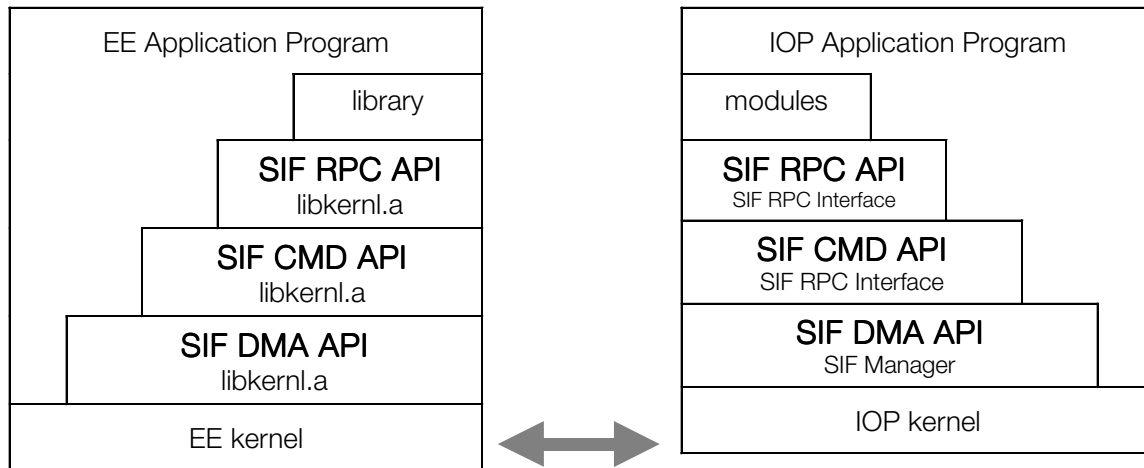 EE Application Program
library
SIF RPC API
libkernl.a
SIF CMD API
libkernl.a
SIF DMA API
libkernl.a
EE kernel
IOP Application Program
modules
SIF RPC API
SIF RPC Interface
SIF CMD API
SIF RPC Interface
SIF DMA API
SIF Manager
IOP kernel